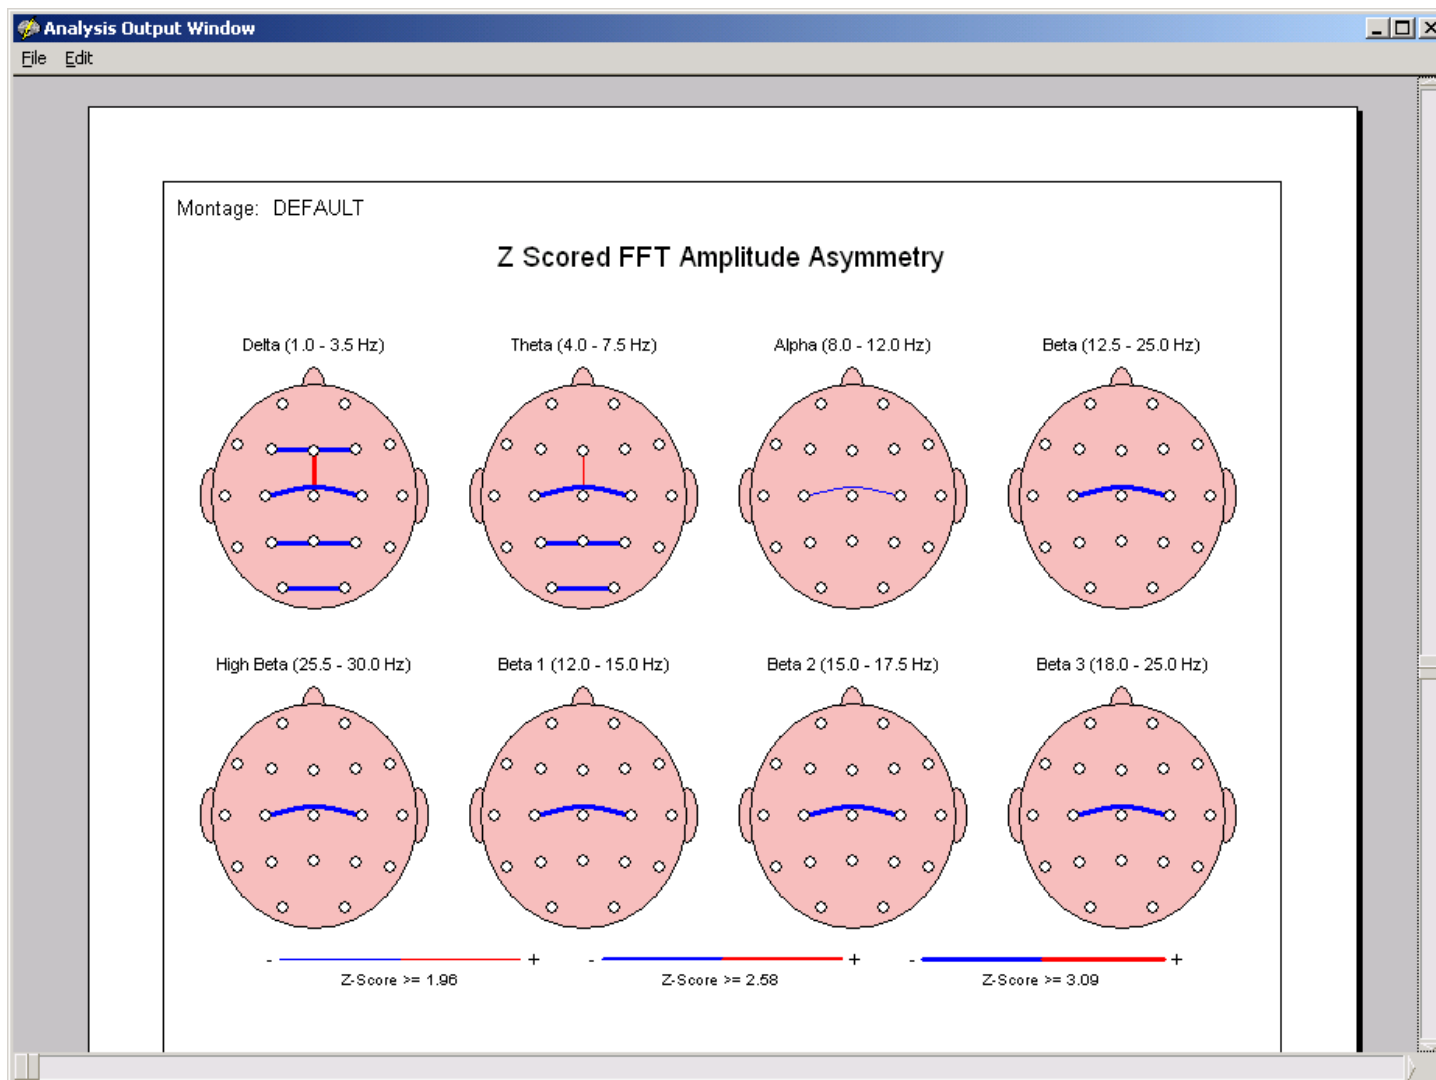 Analysis Output Window
File Edit
Montage: DEFAULT
Z Scored FFT Amplitude Asymmetry
Delta (1.0 - 3.5 Hz) Theta (4.0 - 7.5 Hz) Alpha (8.0 - 12.0 Hz) Beta (12.5 - 25.0 Hz)
High Beta (25.5 - 30.0 Hz) Beta 1 (12.0 - 15.0 Hz) Beta 2 (15.0 - 17.5 Hz) Beta 3 (18.0 - 25.0 Hz)
- + - + - +
Z-Score >= 1.96 Z-Score >= 2.58 Z-Score >= 3.09